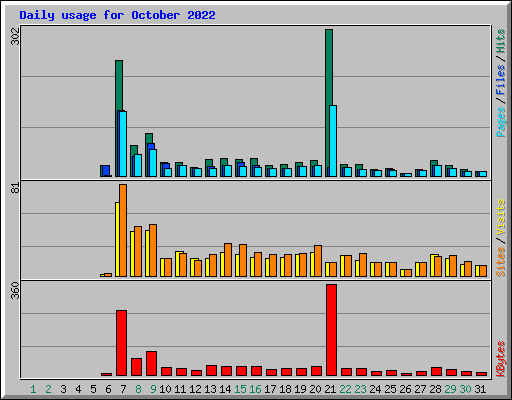 Daily usage for October 2022
302
Pages / Files / Hits
81
Sites / Visits
360
KBytes
1 2 3 4 5 6 7 8 9 10 11 12 13 14 15 16 17 18 19 20 21 22 23 24 25 26 27 28 29 30 31